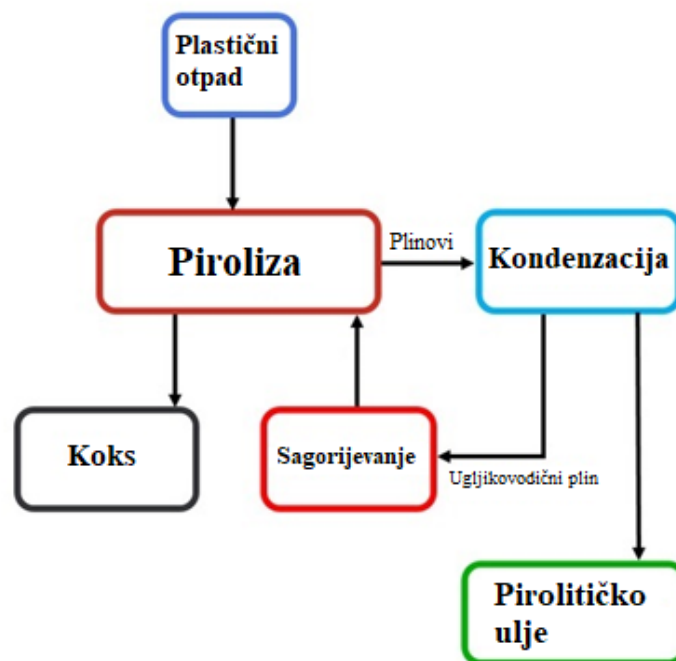 Plastični
otpad
Piroliza
Plinovi
Kondenzacija
Koks
Sagorijevanje
Ugljikovodični plin
Pirolitičko
ulje